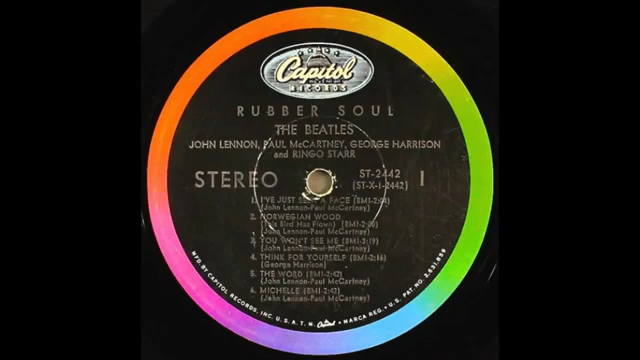 Capitol
RECORDS
RUBBER SOUL
THE BEATLES
JOHN LENNON, PAUL McCARTNEY, GEORGE HARRISON
and RINGO STARR
STEREO
ST-2442
(ST-X-1-2442)
1
1. I'VE JUST SEEN A FACE (BMI-2:04)
(John Lennon-Paul McCartney)
2. NORWEGIAN WOOD
(This Bird Has Flown) (BMI-2:00)
(John Lennon-Paul McCartney)
3. YOU WON'T SEE ME (BMI-3:19)
(John Lennon-Paul McCartney)
4. THINK FOR YOURSELF (BMI-2:16)
(George Harrison)
5. THE WORD (BMI-2:42)
(John Lennon-Paul McCartney)
6. MICHELLE (BMI-2:42)
(John Lennon-Paul McCartney)
MFD. BY CAPITOL RECORDS, INC. U.S.A. T.M. Capitol • MARCA REG. • U.S. PAT. NO. 2,631,859